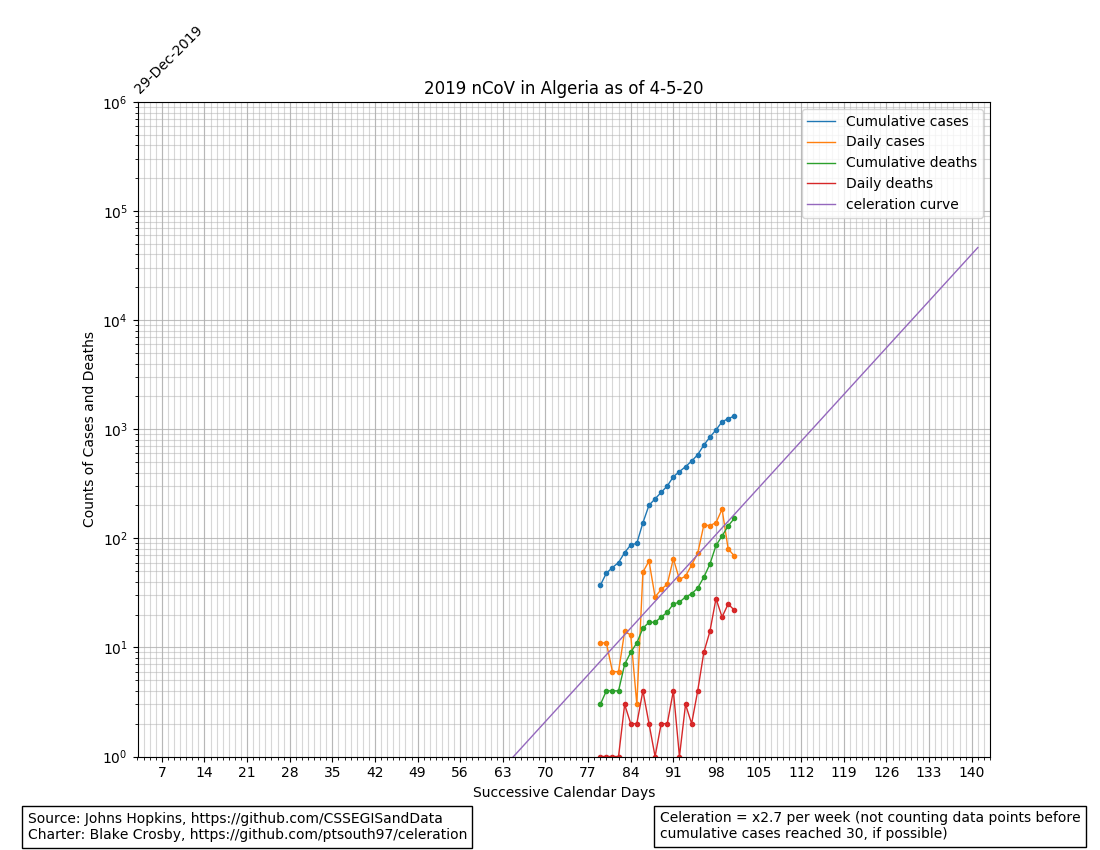 29-Dec-2019
2019 nCoV in Algeria as of 4-5-20
10^6
10^5
10^4
10^3
10^2
10^1
10^0
Counts of Cases and Deaths
Cumulative cases
Daily cases
Cumulative deaths
Daily deaths
celeration curve
7 14 21 28 35 42 49 56 63 70 77 84 91 98 105 112 119 126 133 140
Successive Calendar Days
Source: Johns Hopkins, https://github.com/CSSEGISandData
Charter: Blake Crosby, https://github.com/ptsouth97/celeration
Celeration = x2.7 per week (not counting data points before
cumulative cases reached 30, if possible)